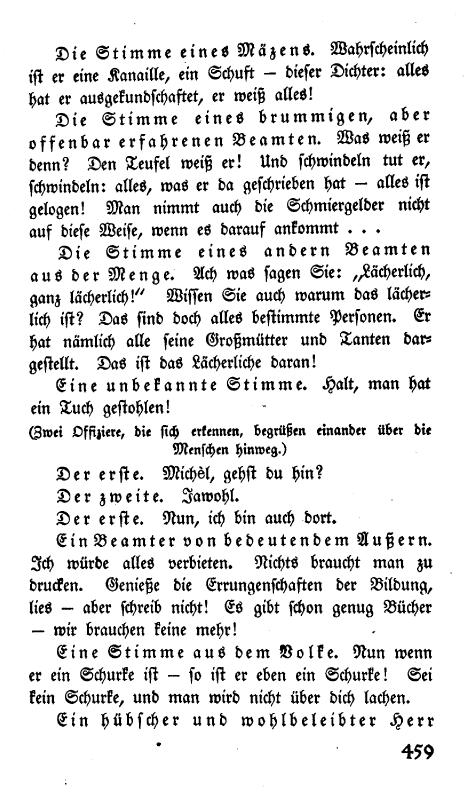 Die Stimme eines Mäzens. Wahrscheinlich
ist er eine Kanaille, ein Schuft — dieser Dichter: alles
hat er ausgekundschaftet, er weiß alles!
Die Stimme eines brummigen, aber
offenbar erfahrenen Beamten. Was weiß er
denn? Den Teufel weiß er! Und schwindeln tut er,
schwindeln: alles, was er da geschrieben hat — alles ist
gelogen! Man nimmt auch die Schmiergelder nicht
auf diese Weise, wenn es darauf ankommt . . .
Die Stimme eines andern Beamten
aus der Menge. Ach was sagen Sie: „Lächerlich,
ganz lächerlich!“ Wissen Sie auch warum das lächer-
lich ist? Das sind doch alles bestimmte Personen. Er
hat nämlich alle seine Großmütter und Tanten dar-
gestellt. Das ist das Lächerliche daran!
Eine unbekannte Stimme. Halt, man hat
ein Tuch gestohlen!
(Zwei Offiziere, die sich erkennen, begrüßen einander über die
Menschen hinweg.)
Der erste. Michèl, gehst du hin?
Der zweite. Jawohl.
Der erste. Nun, ich bin auch dort.
Ein Beamter von bedeutendem Äußern.
Ich würde alles verbieten. Nichts braucht man zu
drucken. Genieße die Errungenschaften der Bildung,
lies — aber schreib nicht! Es gibt schon genug Bücher
— wir brauchen keine mehr!
Eine Stimme aus dem Volke. Nun wenn
er ein Schurke ist — so ist er eben ein Schurke! Sei
kein Schurke, und man wird nicht über dich lachen.
Ein hübscher und wohlbeleibter Herr
459